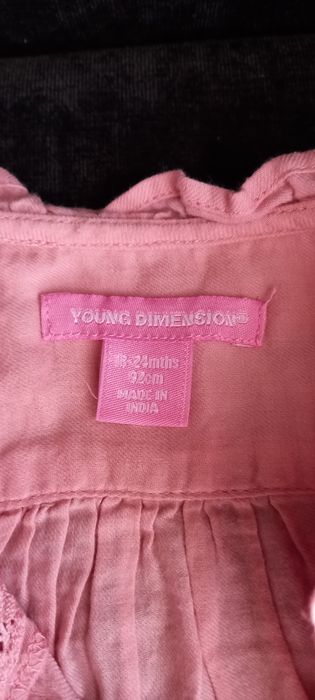 YOUNG DIMENSION®
18-24mths
92cm
MADE IN
INDIA